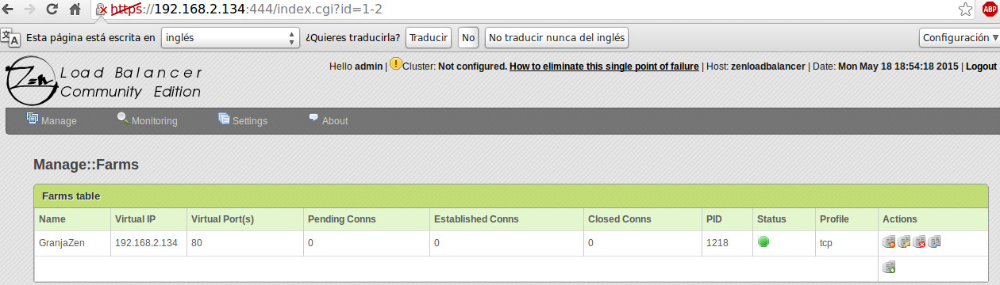 https://192.168.2.134:444/index.cgi?id=1-2
ABP
Esta página está escrita en inglés ¿Quieres traducirla? Traducir No No traducir nunca del inglés Configuración
Hello admin | Cluster: Not configured. How to eliminate this single point of failure | Host: zenloadbalancer | Date: Mon May 18 18:54:18 2015 | Logout
Zen Load Balancer
Community Edition
Manage Monitoring Settings About
Manage::Farms
Farms table
Name Virtual IP Virtual Port(s) Pending Conns Established Conns Closed Conns PID Status Profile Actions
GranjaZen 192.168.2.134 80 0 0 0 1218 tcp